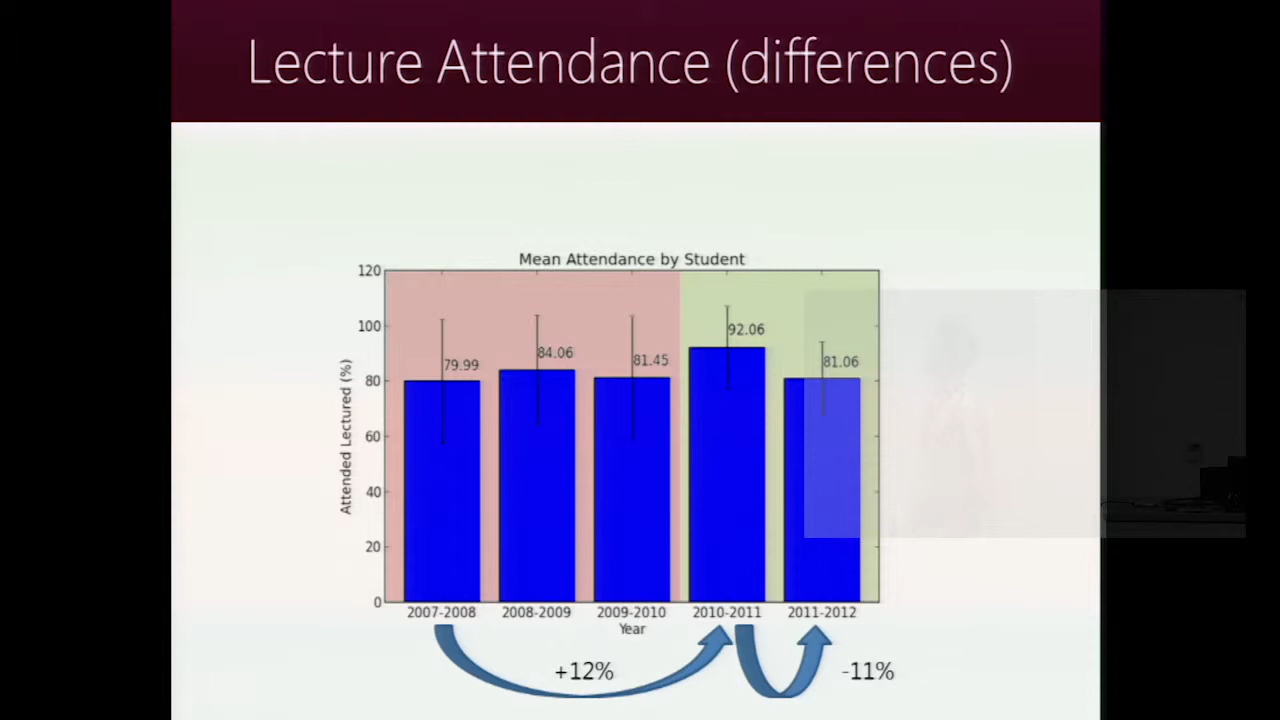 Lecture Attendance (differences)
Mean Attendance by Student
Attended Lectured (%)
120
100
80
60
40
20
0
79.99
84.06
81.45
92.06
81.06
2007-2008 2008-2009 2009-2010 2010-2011 2011-2012
Year
+12%
-11%